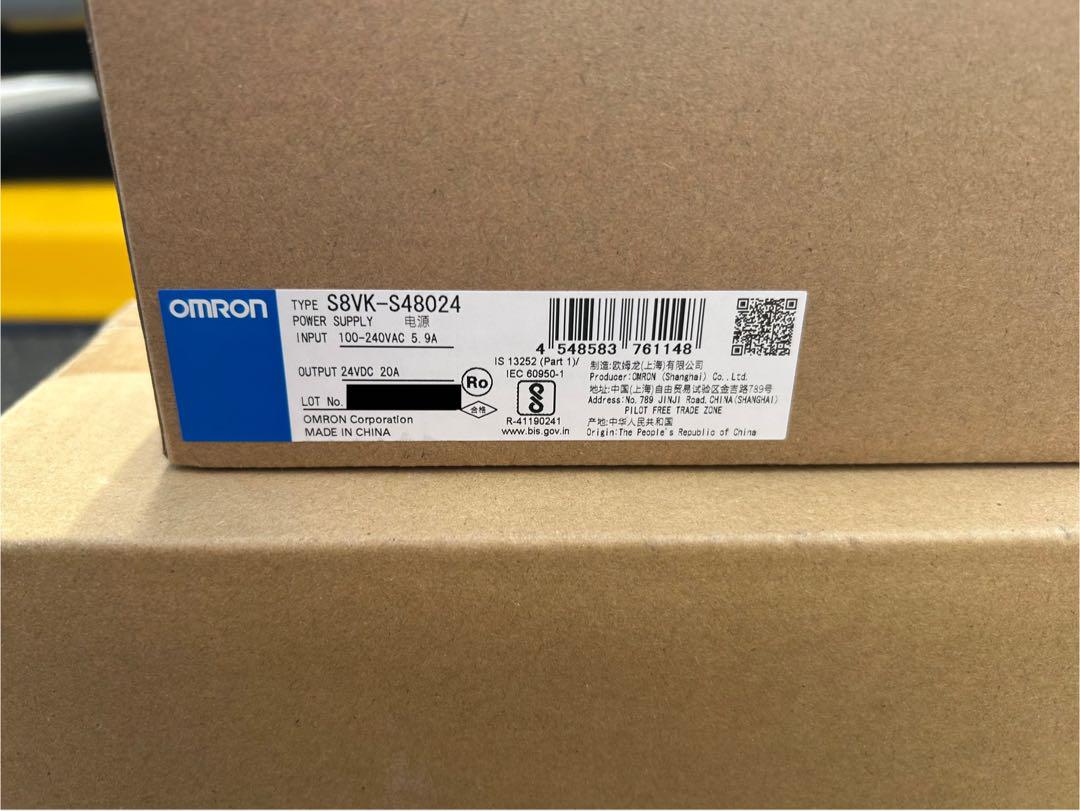 OMRON
TYPE S8VK-S48024
POWER SUPPLY 电源
INPUT 100-240VAC 5.9A
OUTPUT 24VDC 20A
LOT No.
OMRON Corporation
MADE IN CHINA
Ro
合格
4 548583 761148
IS 13252 (Part 1)/
IEC 60950-1
R-41190241
www.bis.gov.in
制造:欧姆龙(上海)有限公司
Producer:OMRON (Shanghai) Co., Ltd.
地址:中国(上海)自由贸易试验区金吉路789号
Address:No.789 JINJI Road.CHINA(SHANGHAI)
PILOT FREE TRADE ZONE
产地:中华人民共和国
Origin:The People's Republic of China